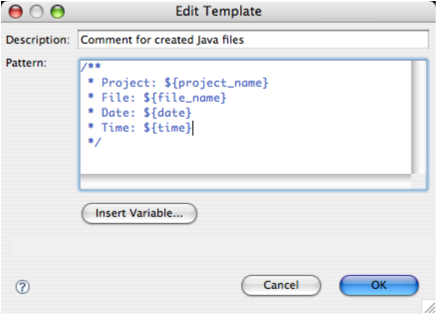 Edit Template
Description: Comment for created Java files
Pattern:
/**
* Project: ${project_name}
* File: ${file_name}
* Date: ${date}
* Time: ${time}
*/
Insert Variable...
? Cancel OK